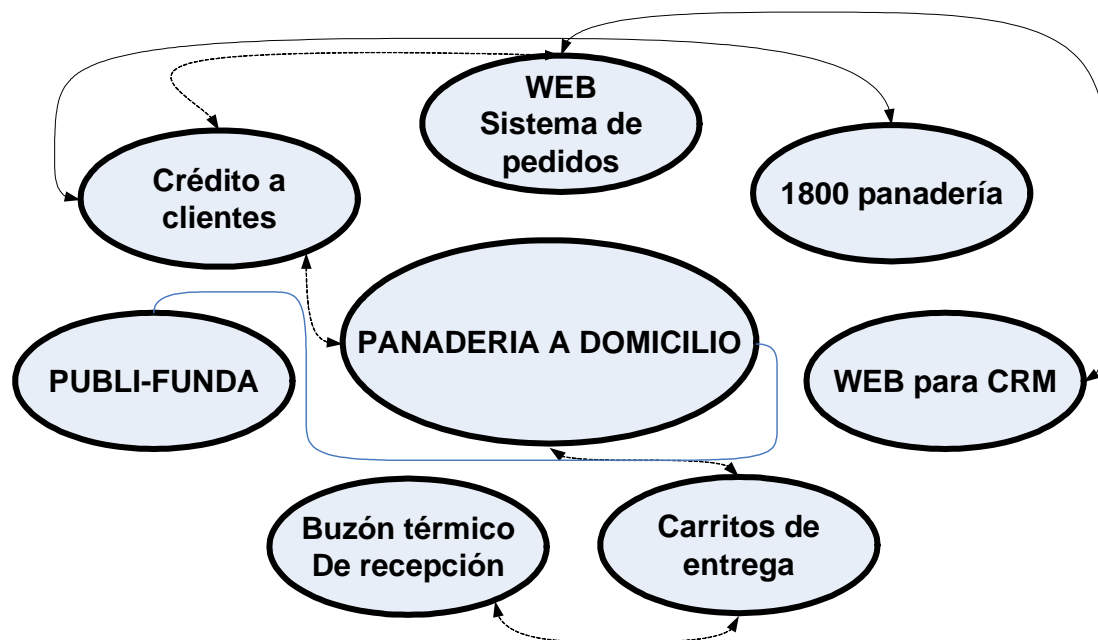 WEB
Sistema de
pedidos
Crédito a
clientes
1800 panadería
PANADERIA A DOMICILIO
PUBLI-FUNDA
WEB para CRM
Buzón térmico
De recepción
Carritos de
entrega